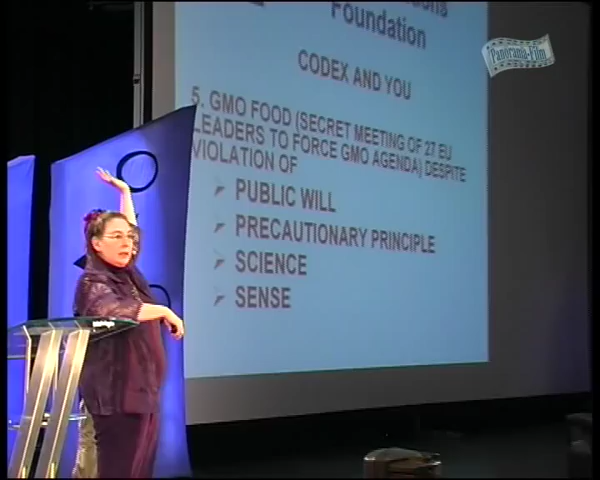 Foundation
CODEX AND YOU
5. GMO FOOD (SECRET MEETING OF 27 EU
LEADERS TO FORCE GMO AGENDA) DESPITE
VIOLATION OF
PUBLIC WILL
PRECAUTIONARY PRINCIPLE
SCIENCE
SENSE
Panorama-Film